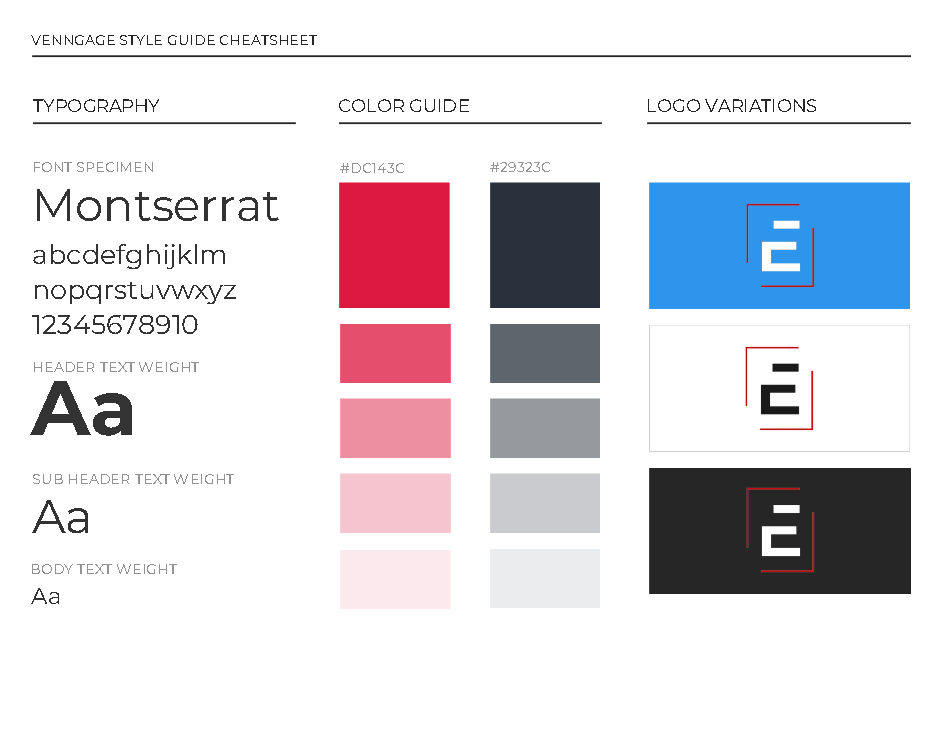 VENNGAGE STYLE GUIDE CHEATSHEET
TYPOGRAPHY
FONT SPECIMEN
Montserrat
abcdefghijklm
nopqrstuvwxyz
12345678910
HEADER TEXT WEIGHT
Aa
SUB HEADER TEXT WEIGHT
Aa
BODY TEXT WEIGHT
Aa
COLOR GUIDE
#DC143C
#29323C
LOGO VARIATIONS
E
E
E